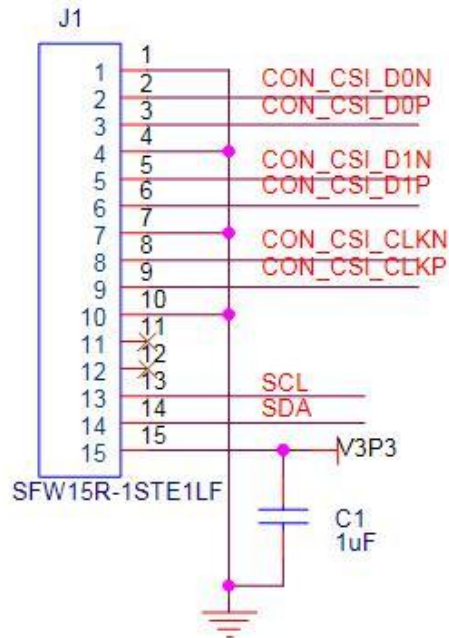 J1
1 1
2 2 CON_CSI_D0N
3 3 CON_CSI_D0P
4 4
5 5 CON_CSI_D1N
6 6 CON_CSI_D1P
7 7
8 8 CON_CSI_CLKN
9 9 CON_CSI_CLKP
10 10
11 11
12 12
13 13 SCL
14 14 SDA
15 15 V3P3
SFW15R-1STE1LF
C1
1uF